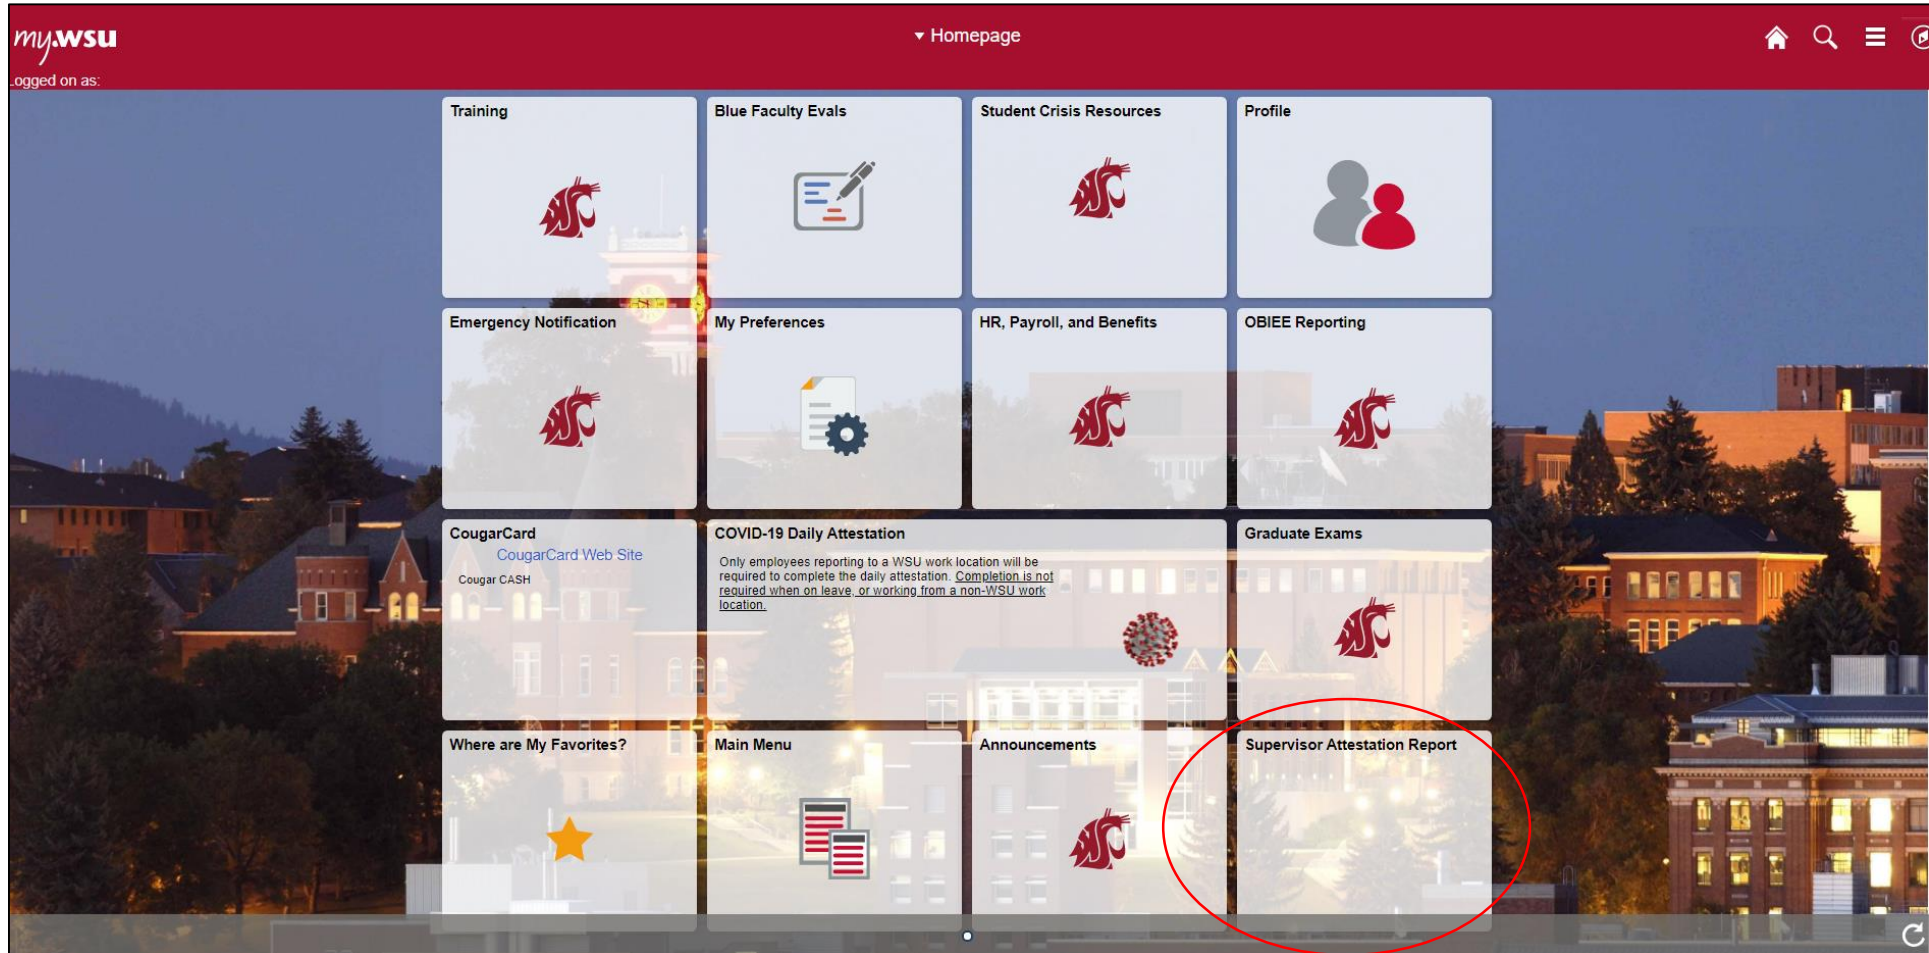 my.wsu
Homepage
Logged on as:
Training
Blue Faculty Evals
Student Crisis Resources
Profile
Emergency Notification
My Preferences
HR, Payroll, and Benefits
OBIEE Reporting
CougarCard
CougarCard Web Site
Cougar CASH
COVID-19 Daily Attestation
Only employees reporting to a WSU work location will be
required to complete the daily attestation. Completion is not
required when on leave, or working from a non-WSU work
location.
Graduate Exams
Where are My Favorites?
Main Menu
Announcements
Supervisor Attestation Report